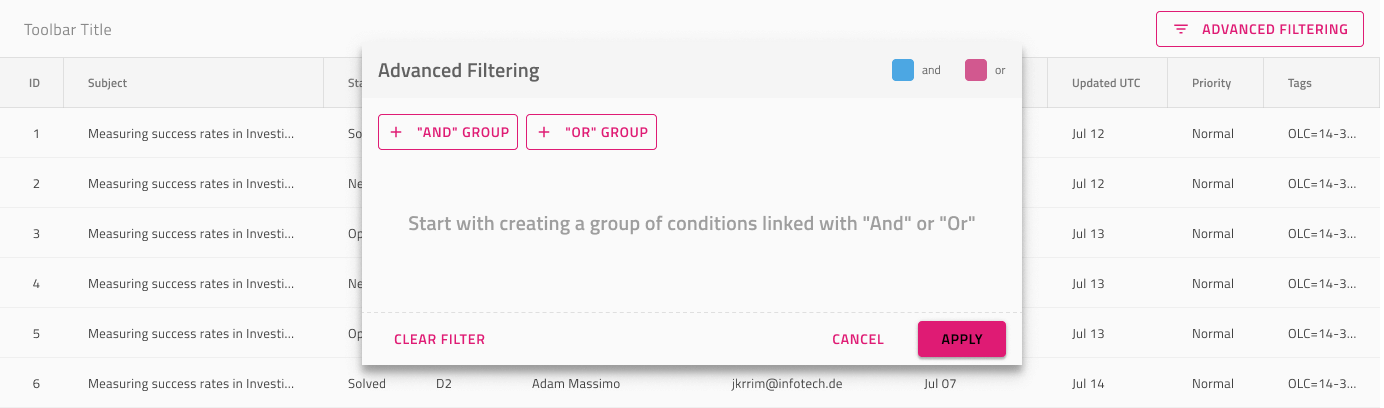 Toolbar Title
ADVANCED FILTERING
Advanced Filtering
and
or
ID Subject Sta Updated UTC Priority Tags
"AND" GROUP "OR" GROUP
1 Measuring success rates in Investi... So Jul 12 Normal OLC=14-3...
2 Measuring success rates in Investi... Ne Jul 12 Normal OLC=14-3...
Start with creating a group of conditions linked with "And" or "Or"
3 Measuring success rates in Investi... Op Jul 13 Normal OLC=14-3...
4 Measuring success rates in Investi... Ne Jul 13 Normal OLC=14-3...
5 Measuring success rates in Investi... Op Jul 13 Normal OLC=14-3...
CLEAR FILTER CANCEL APPLY
6 Measuring success rates in Investi... Solved D2 Adam Massimo jkrrim@infotech.de Jul 07 Jul 14 Normal OLC=14-3...